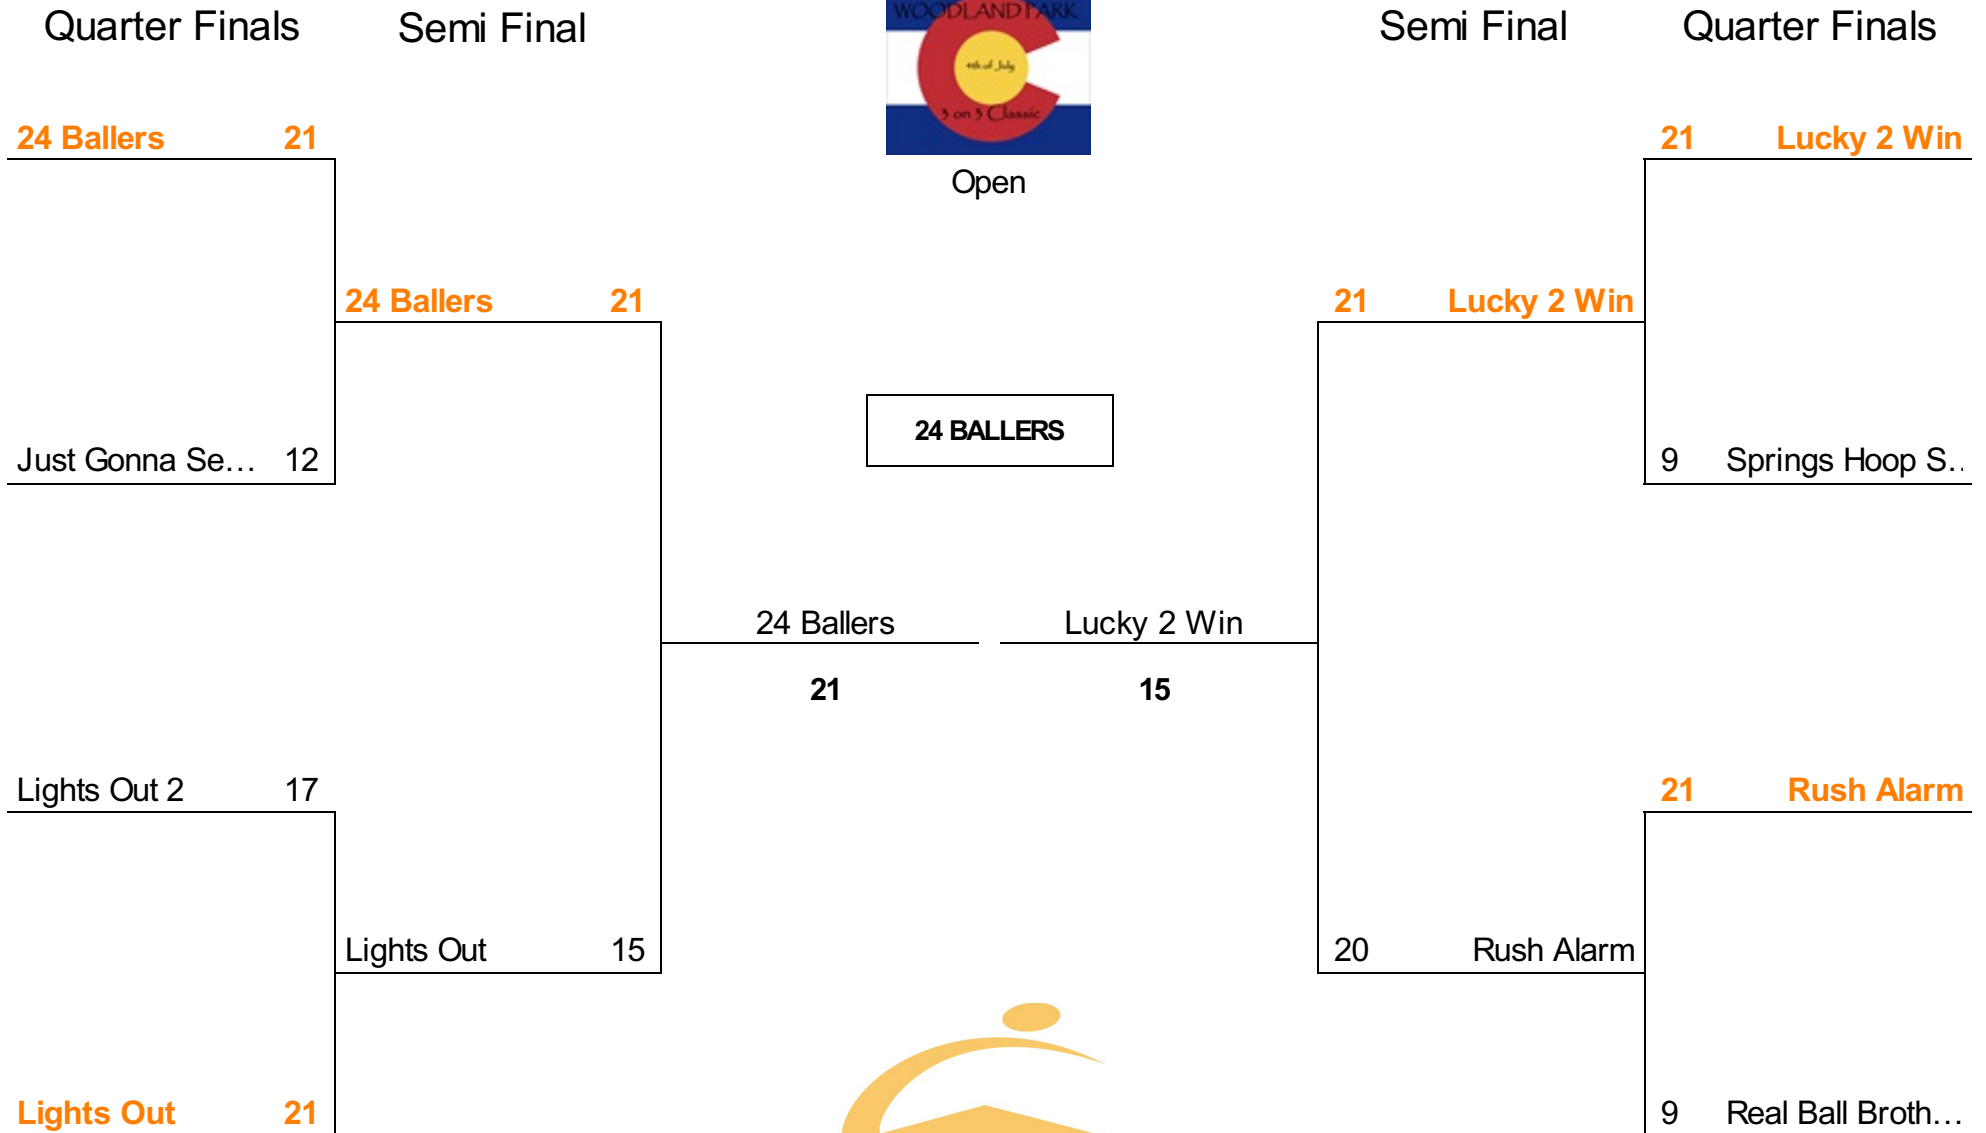 WOODLAND PARK
Quarter Finals Semi Final Semi Final Quarter Finals
4th of July
3 on 3 Classic
24 Ballers 21 21 Lucky 2 Win
Open
24 Ballers 21 21 Lucky 2 Win
24 BALLERS
Just Gonna Se... 12 9 Springs Hoop S..
24 Ballers Lucky 2 Win
21 15
Lights Out 2 17 21 Rush Alarm
Lights Out 15 20 Rush Alarm
Lights Out 21 9 Real Ball Broth...